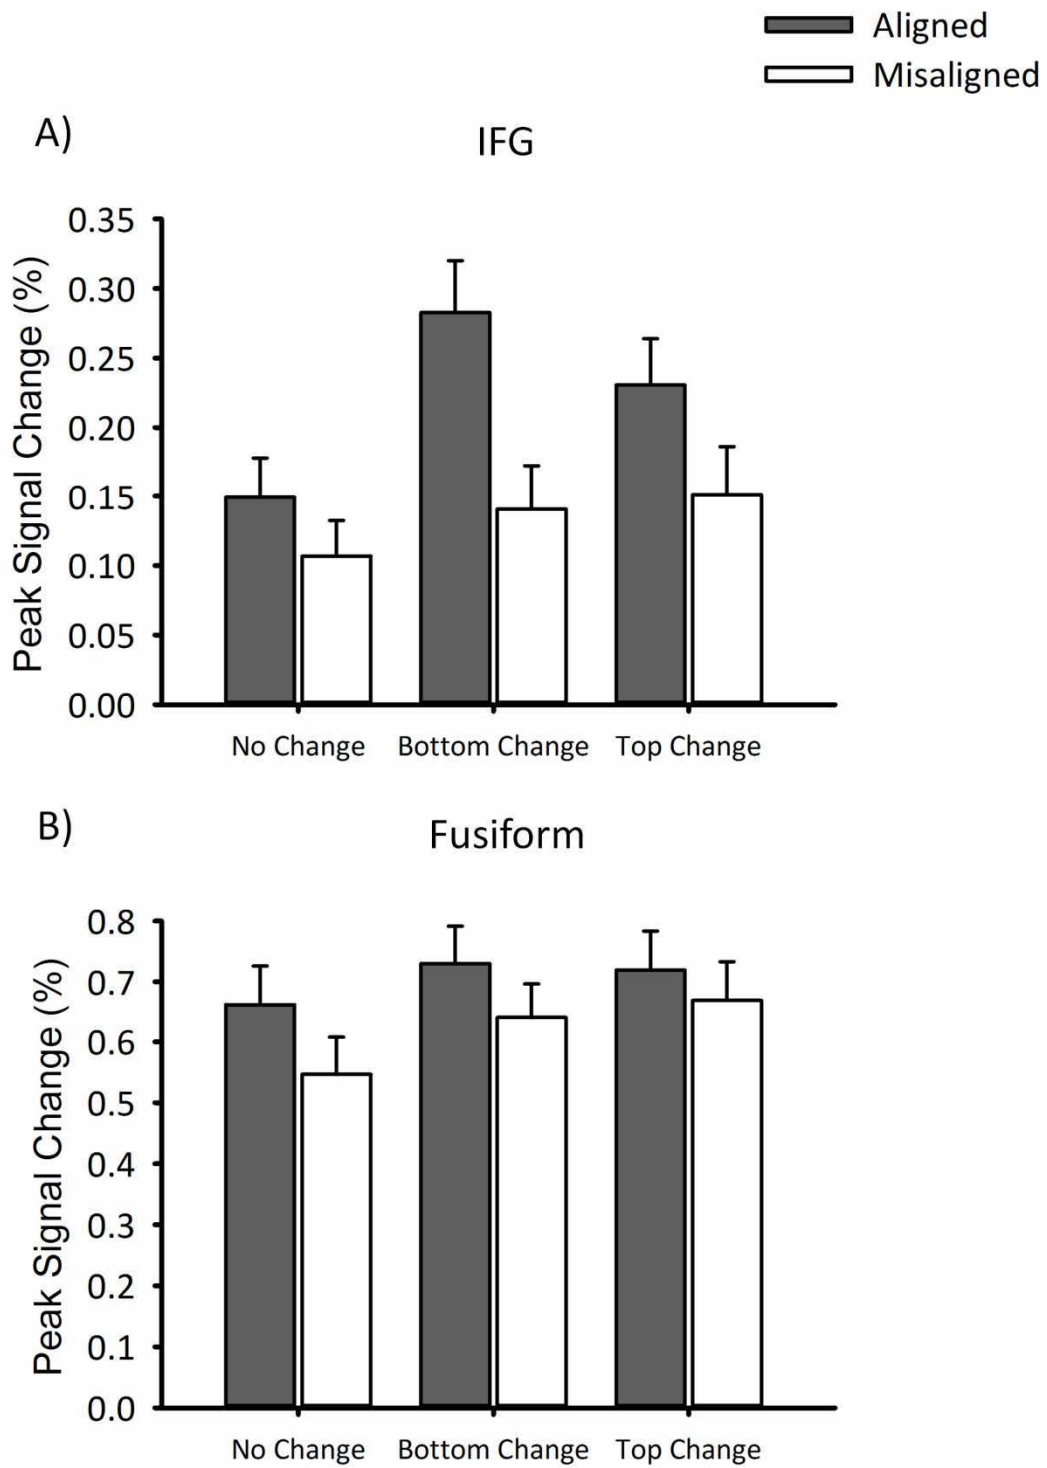 Aligned
Misaligned
A)
IFG
Peak Signal Change (%)
0.35
0.30
0.25
0.20
0.15
0.10
0.05
0.00
No Change Bottom Change Top Change
B)
Fusiform
Peak Signal Change (%)
0.8
0.7
0.6
0.5
0.4
0.3
0.2
0.1
0.0
No Change Bottom Change Top Change